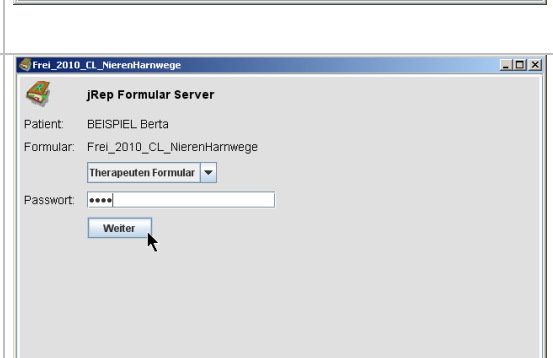 Frei_2010_CL_NierenHarnwege
jRep Formular Server
Patient: BEISPIEL Berta
Formular: Frei_2010_CL_NierenHarnwege
Therapeuten Formular
Passwort: ••••
Weiter